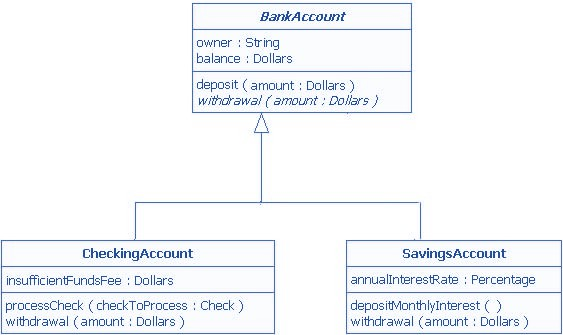 BankAccount
owner : String
balance : Dollars
deposit ( amount : Dollars )
withdrawal ( amount : Dollars )
CheckingAccount
insufficientFundsFee : Dollars
processCheck ( checkToProcess : Check )
withdrawal ( amount : Dollars )
SavingsAccount
annualInterestRate : Percentage
depositMonthlyInterest ( )
withdrawal ( amount : Dollars )